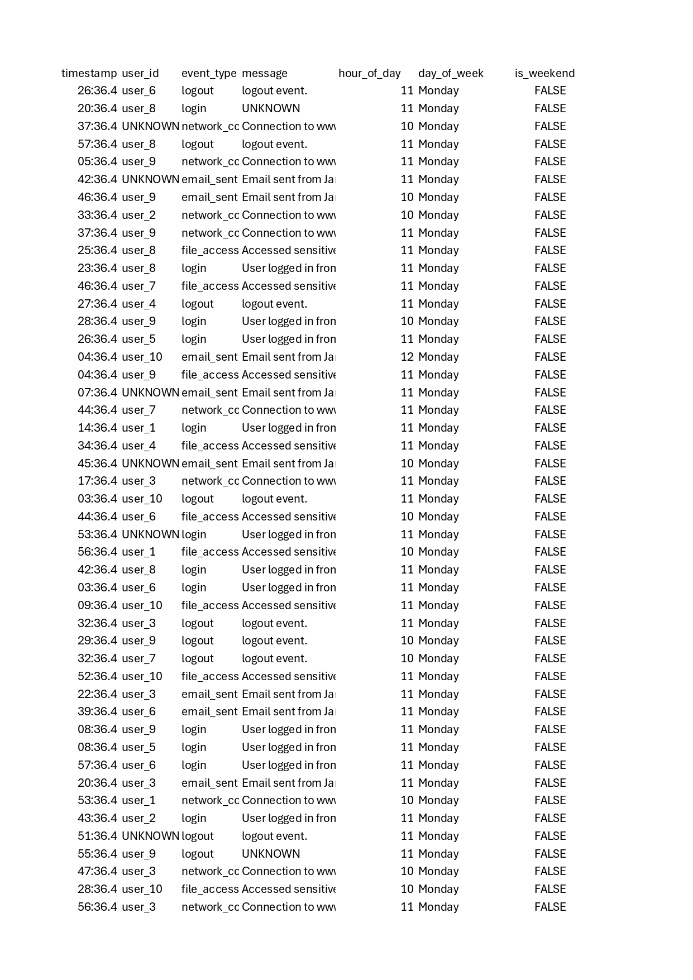 timestamp user_id event_type message hour_of_day day_of_week is_weekend
26:36.4 user_6 logout logout event. 11 Monday FALSE
20:36.4 user_8 login UNKNOWN 11 Monday FALSE
37:36.4 UNKNOWN network_cc Connection to www 10 Monday FALSE
57:36.4 user_8 logout logout event. 11 Monday FALSE
05:36.4 user_9 network_cc Connection to www 11 Monday FALSE
42:36.4 UNKNOWN email_sent Email sent from Ja 11 Monday FALSE
46:36.4 user_9 email_sent Email sent from Ja 10 Monday FALSE
33:36.4 user_2 network_cc Connection to www 10 Monday FALSE
37:36.4 user_9 network_cc Connection to www 11 Monday FALSE
25:36.4 user_8 file_access Accessed sensitive 11 Monday FALSE
23:36.4 user_8 login User logged in fron 11 Monday FALSE
46:36.4 user_7 file_access Accessed sensitive 11 Monday FALSE
27:36.4 user_4 logout logout event. 11 Monday FALSE
28:36.4 user_9 login User logged in fron 10 Monday FALSE
26:36.4 user_5 login User logged in fron 11 Monday FALSE
04:36.4 user_10 email_sent Email sent from Ja 12 Monday FALSE
04:36.4 user_9 file_access Accessed sensitive 11 Monday FALSE
07:36.4 UNKNOWN email_sent Email sent from Ja 11 Monday FALSE
44:36.4 user_7 network_cc Connection to www 11 Monday FALSE
14:36.4 user_1 login User logged in fron 11 Monday FALSE
34:36.4 user_4 file_access Accessed sensitive 11 Monday FALSE
45:36.4 UNKNOWN email_sent Email sent from Ja 10 Monday FALSE
17:36.4 user_3 network_cc Connection to www 11 Monday FALSE
03:36.4 user_10 logout logout event. 11 Monday FALSE
44:36.4 user_6 file_access Accessed sensitive 10 Monday FALSE
53:36.4 UNKNOWN login User logged in fron 11 Monday FALSE
56:36.4 user_1 file_access Accessed sensitive 10 Monday FALSE
42:36.4 user_8 login User logged in fron 11 Monday FALSE
03:36.4 user_6 login User logged in fron 11 Monday FALSE
09:36.4 user_10 file_access Accessed sensitive 11 Monday FALSE
32:36.4 user_3 logout logout event. 11 Monday FALSE
29:36.4 user_9 logout logout event. 10 Monday FALSE
32:36.4 user_7 logout logout event. 10 Monday FALSE
52:36.4 user_10 file_access Accessed sensitive 11 Monday FALSE
22:36.4 user_3 email_sent Email sent from Ja 11 Monday FALSE
39:36.4 user_6 email_sent Email sent from Ja 11 Monday FALSE
08:36.4 user_9 login User logged in fron 11 Monday FALSE
08:36.4 user_5 login User logged in fron 11 Monday FALSE
57:36.4 user_6 login User logged in fron 11 Monday FALSE
20:36.4 user_3 email_sent Email sent from Ja 11 Monday FALSE
53:36.4 user_1 network_cc Connection to www 10 Monday FALSE
43:36.4 user_2 login User logged in fron 11 Monday FALSE
51:36.4 UNKNOWN logout logout event. 11 Monday FALSE
55:36.4 user_9 logout UNKNOWN 11 Monday FALSE
47:36.4 user_3 network_cc Connection to www 10 Monday FALSE
28:36.4 user_10 file_access Accessed sensitive 10 Monday FALSE
56:36.4 user_3 network_cc Connection to www 11 Monday FALSE